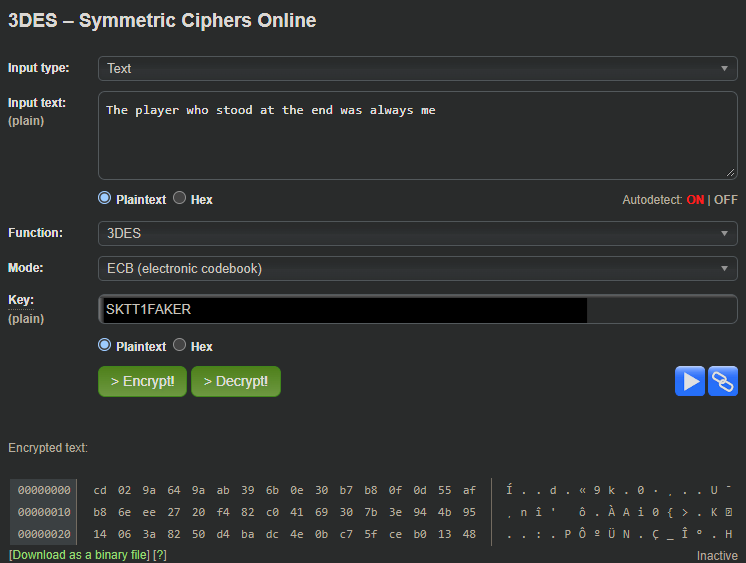 3DES – Symmetric Ciphers Online
Input type: Text
Input text: The player who stood at the end was always me
(plain)
Plaintext Hex Autodetect: ON | OFF
Function: 3DES
Mode: ECB (electronic codebook)
Key: SKTT1FAKER
(plain)
Plaintext Hex
> Encrypt! > Decrypt!
Encrypted text:
00000000 cd 02 9a 64 9a ab 39 6b 0e 30 b7 b8 0f 0d 55 af Í . . d . « 9 k . 0 · ¸ . . U ¯
00000010 b8 6e ee 27 20 f4 82 c0 41 69 30 7b 3e 94 4b 95 ¸ n î ' ô . À A i 0 { > . K
00000020 14 06 3a 82 50 d4 ba dc 4e 0b c7 5f ce b0 13 48 . . : . P Ô º Ü N . Ç _ Î ° . H
[Download as a binary file] [?] Inactive